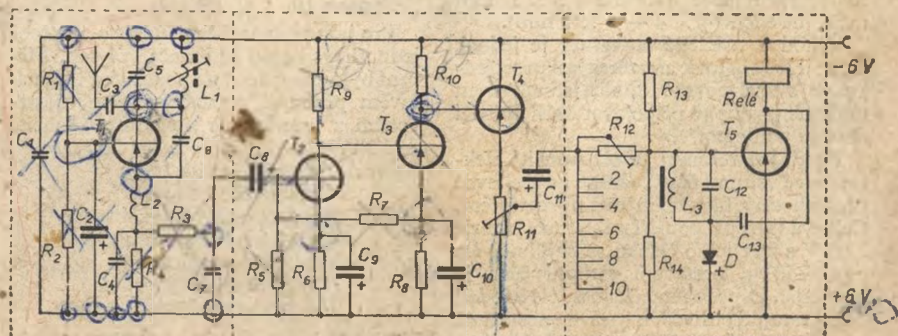 -6V
R1
C3
C5
L1
R9
R10
T4
R13
Relé
C1
T1
C6
T2
T3
R12
T5
C8
C11
2
4
6
8
10
C12
L3
C13
R2
C2
L2
R3
R7
R11
C4
R4
C7
R5
R6
C9
R8
C10
R14
D
+6V